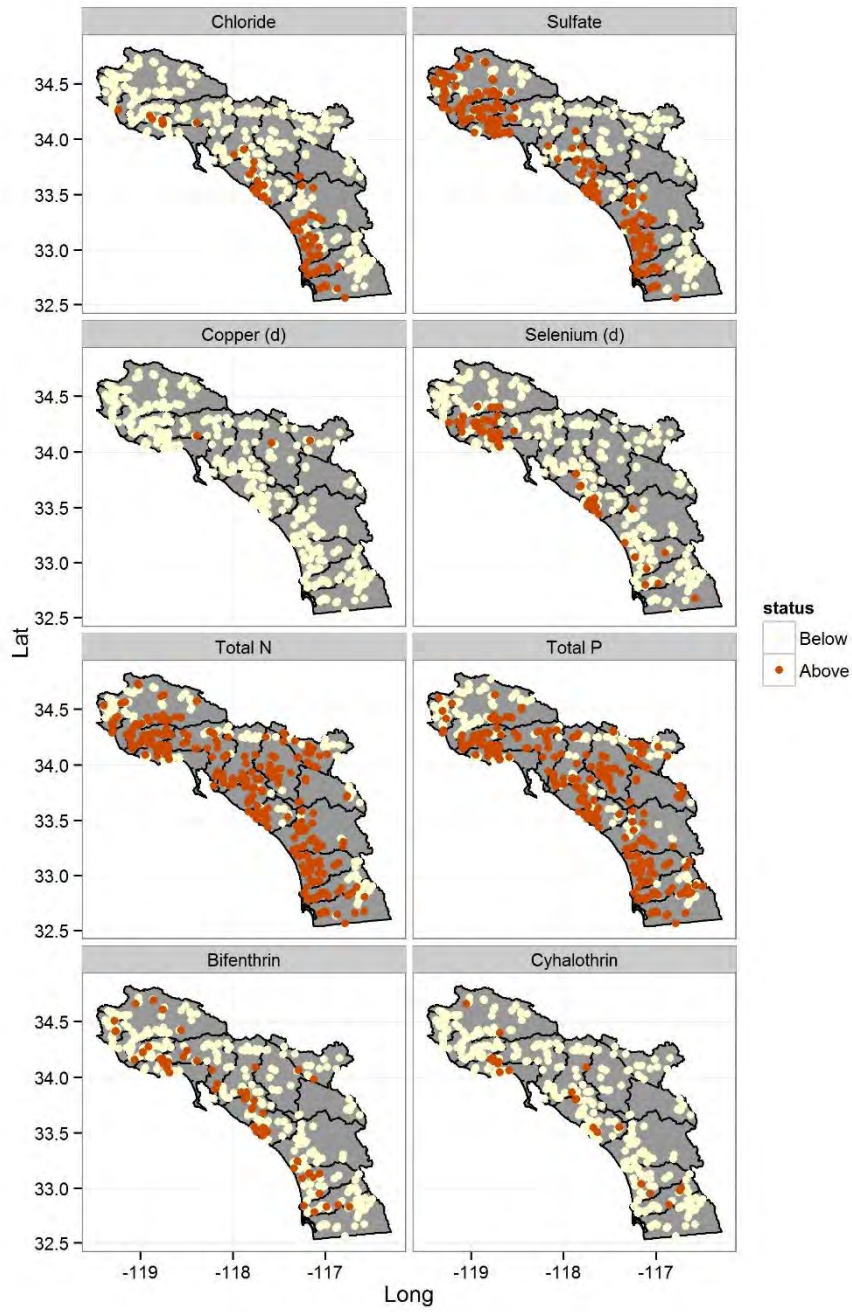 Chloride
Sulfate
34.5
34.0
33.5
33.0
32.5
Copper (d)
Selenium (d)
34.5
34.0
33.5
33.0
32.5
Lat
status
Below
Above
Total N
Total P
34.5
34.0
33.5
33.0
32.5
Bifenthrin
Cyhalothrin
34.5
34.0
33.5
33.0
32.5
-119
-118
-117
-119
-118
-117
Long